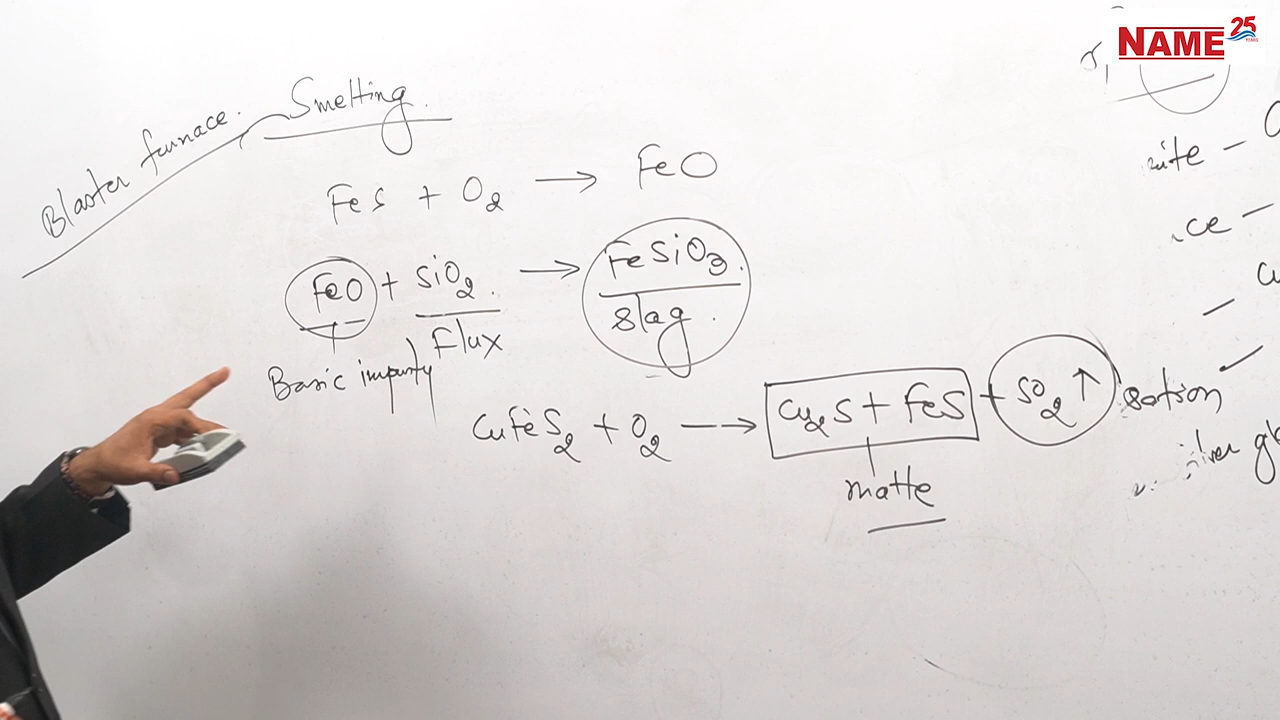 NAME 25
YEARS
Blaster furnace. Smelting.
FeS + O2 → FeO
FeO + SiO2 → FeSiO3
Basic impurity
Flux
slag.
CuFeS2 + O2 → Cu2S + FeS + SO2 ↑
matte